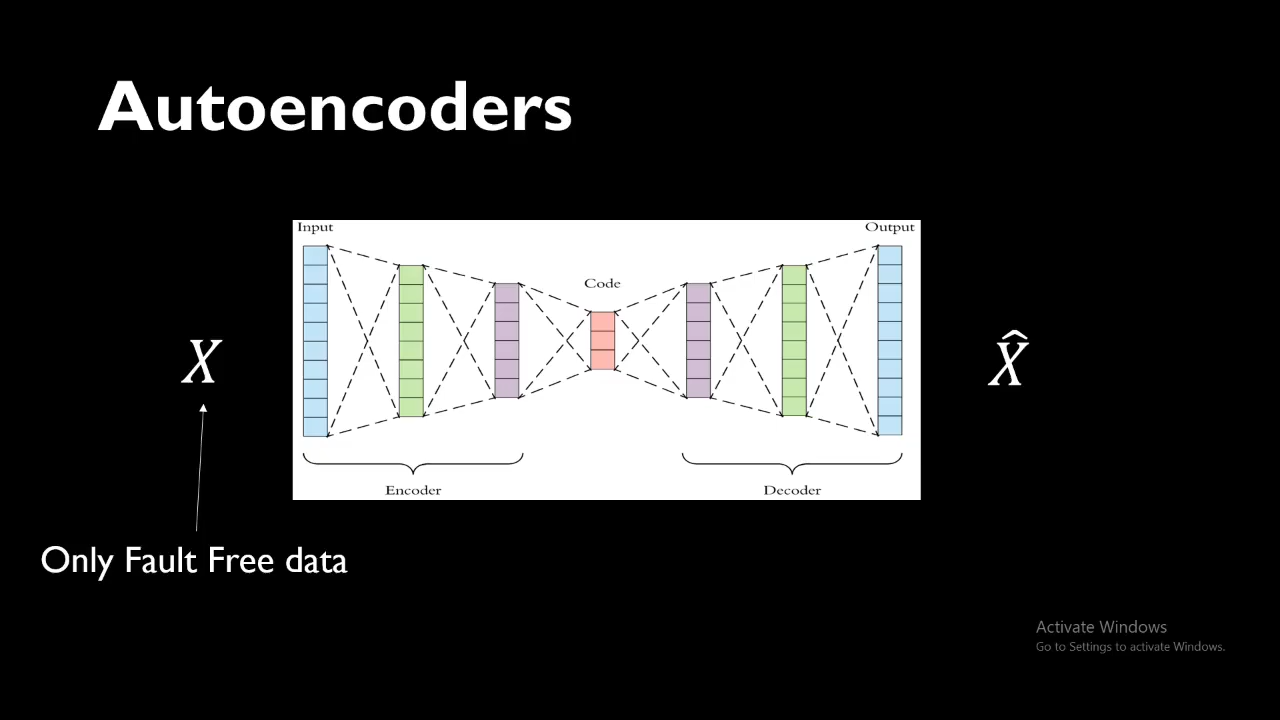 Autoencoders
Input
Output
Code
X
X̂
Encoder
Decoder
Only Fault Free data
Activate Windows
Go to Settings to activate Windows.